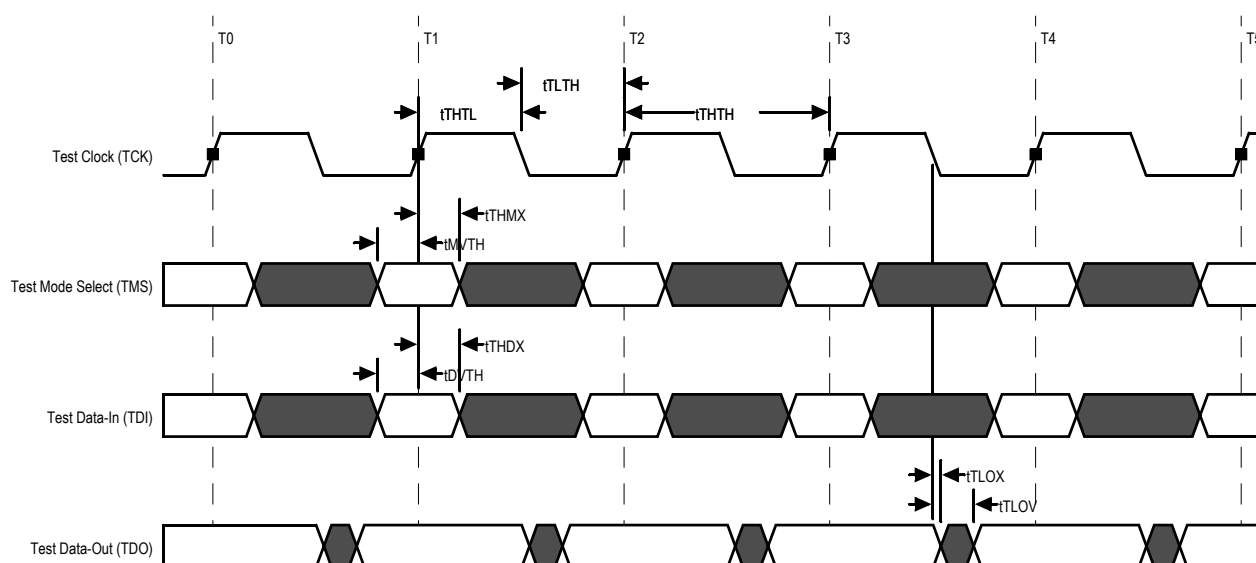 T0
T1
T2
T3
T4
tTLTH
tTHTL
tTHTH
Test Clock (TCK)
tTHMX
tMVTH
Test Mode Select (TMS)
tTHDX
tDVTH
Test Data-In (TDI)
tTLOX
tTLOV
Test Data-Out (TDO)